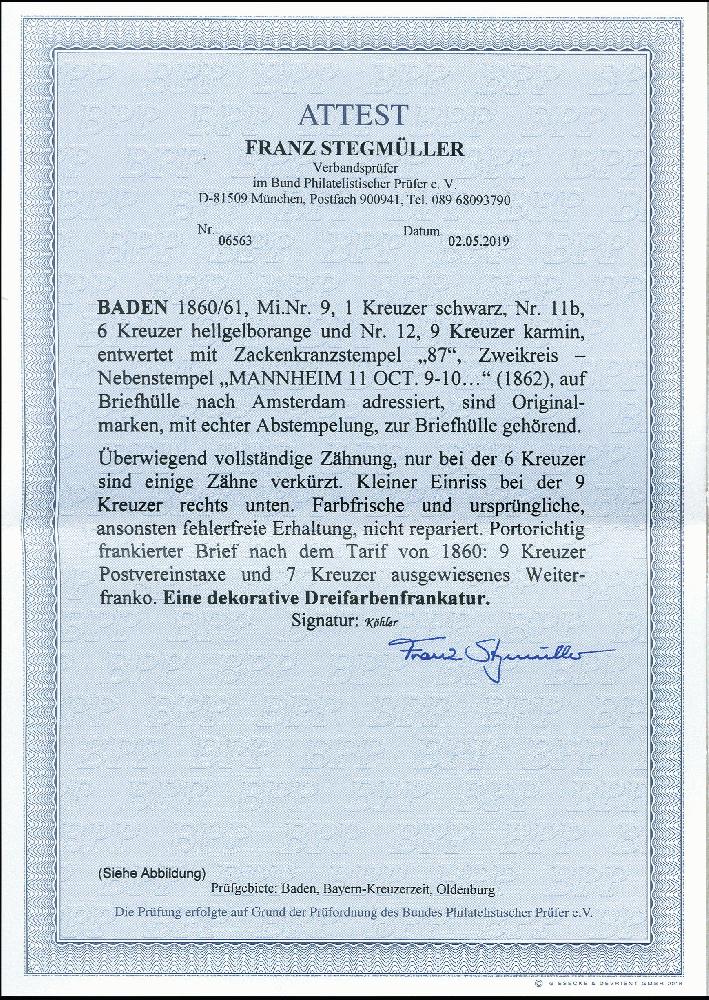 ATTEST
FRANZ STEGMÜLLER
Verbandsprüfer
im Bund Philatelistischer Prüfer e. V.
D-81509 München, Postfach 900941, Tel. 089 68093790
Nr. 06563 Datum 02.05.2019
BADEN 1860/61, Mi.Nr. 9, 1 Kreuzer schwarz, Nr. 11b,
6 Kreuzer hellgelborange und Nr. 12, 9 Kreuzer karmin,
entwertet mit Zackenkranzstempel „87“, Zweikreis –
Nebenstempel „MANNHEIM 11 OCT. 9-10…“ (1862), auf
Briefhülle nach Amsterdam adressiert, sind Original-
marken, mit echter Abstempelung, zur Briefhülle gehörend.
Überwiegend vollständige Zähnung, nur bei der 6 Kreuzer
sind einige Zähne verkürzt. Kleiner Einriss bei der 9
Kreuzer rechts unten. Farbfrische und ursprüngliche,
ansonsten fehlerfreie Erhaltung, nicht repariert. Portorichtig
frankierter Brief nach dem Tarif von 1860: 9 Kreuzer
Postvereinstaxe und 7 Kreuzer ausgewiesenes Weiter-
franko. Eine dekorative Dreifarbenfrankatur.
Signatur: Köhler
Franz Stegmüller
(Siehe Abbildung)
Prüfgebiete: Baden, Bayern-Kreuzerzeit, Oldenburg
Die Prüfung erfolgte auf Grund der Prüfordnung des Bundes Philatelistischer Prüfer e.V.
© GIESECKE & DEVRIENT GMBH